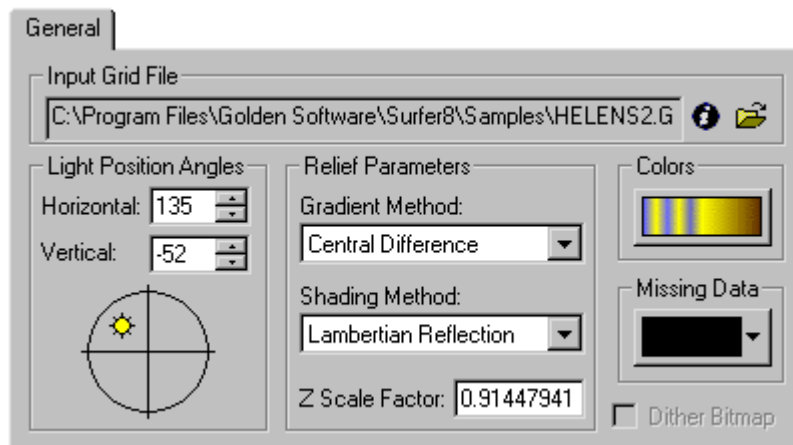 General
Input Grid File
C:\Program Files\Golden Software\Surfer8\Samples\HELENS2.G
Light Position Angles
Horizontal: 135
Vertical: -52
Relief Parameters
Gradient Method:
Central Difference
Shading Method:
Lambertian Reflection
Z Scale Factor: 0.91447941
Colors
Missing Data
Dither Bitmap